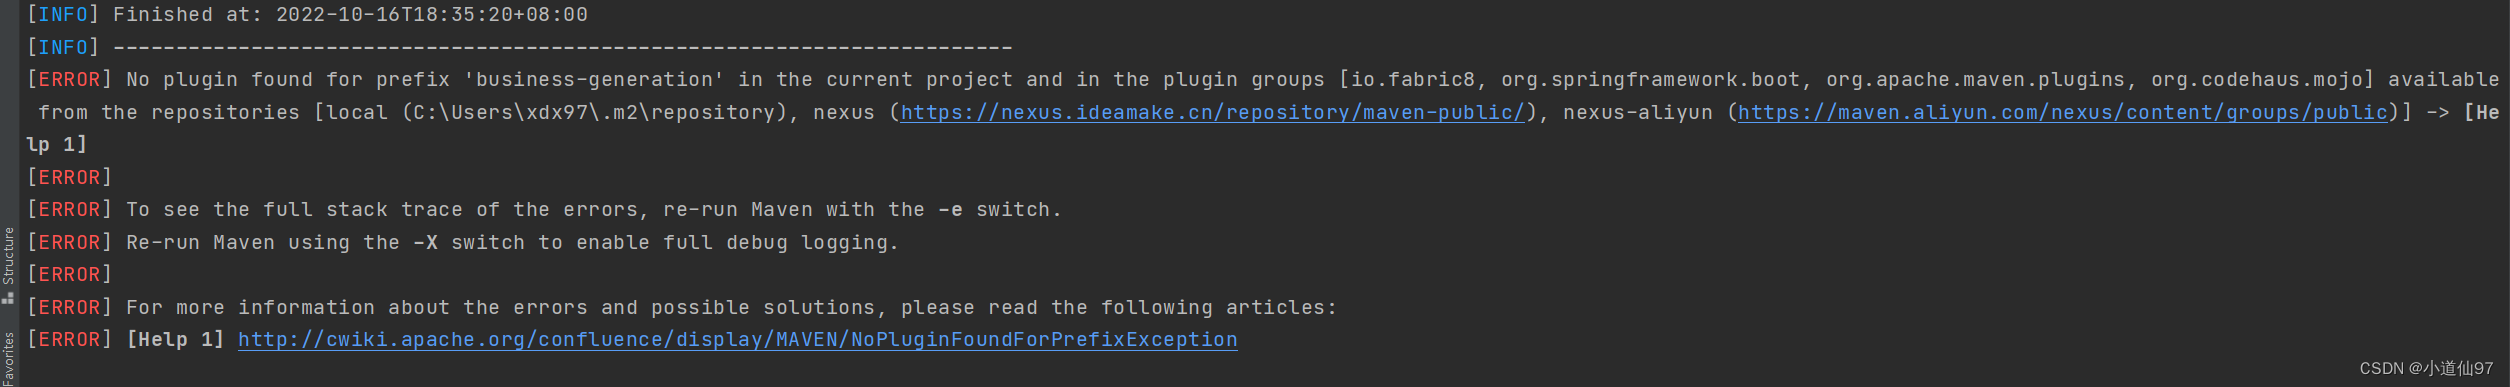 [INFO] Finished at: 2022-10-16T18:35:20+08:00
[INFO] ------------------------------------------------------------------------
[ERROR] No plugin found for prefix 'business-generation' in the current project and in the plugin groups [io.fabric8, org.springframework.boot, org.apache.maven.plugins, org.codehaus.mojo] available
from the repositories [local (C:\Users\xdx97\.m2\repository), nexus (https://nexus.ideamake.cn/repository/maven-public/), nexus-aliyun (https://maven.aliyun.com/nexus/content/groups/public)] -> [He
lp 1]
[ERROR]
[ERROR] To see the full stack trace of the errors, re-run Maven with the -e switch.
[ERROR] Re-run Maven using the -X switch to enable full debug logging.
[ERROR]
[ERROR] For more information about the errors and possible solutions, please read the following articles:
[ERROR] [Help 1] http://cwiki.apache.org/confluence/display/MAVEN/NoPluginFoundForPrefixException
Structure
Favorites
CSDN @小道仙97